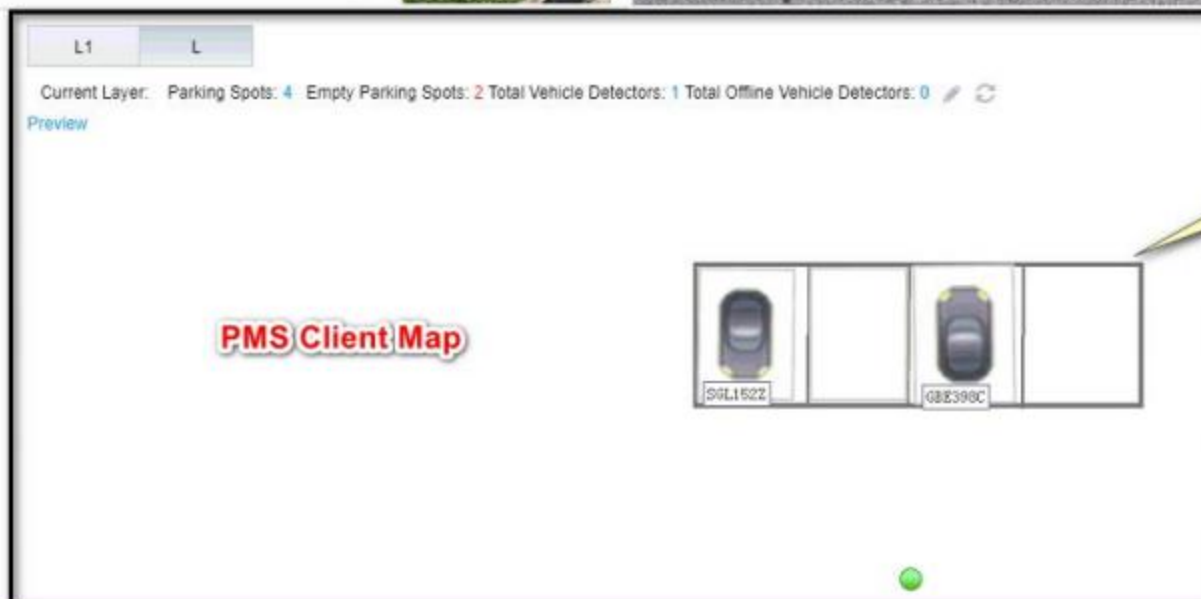 L1 L
Current Layer: Parking Spots: 4 Empty Parking Spots: 2 Total Vehicle Detectors: 1 Total Offline Vehicle Detectors: 0
Preview
PMS Client Map
SGL152Z GBE398C